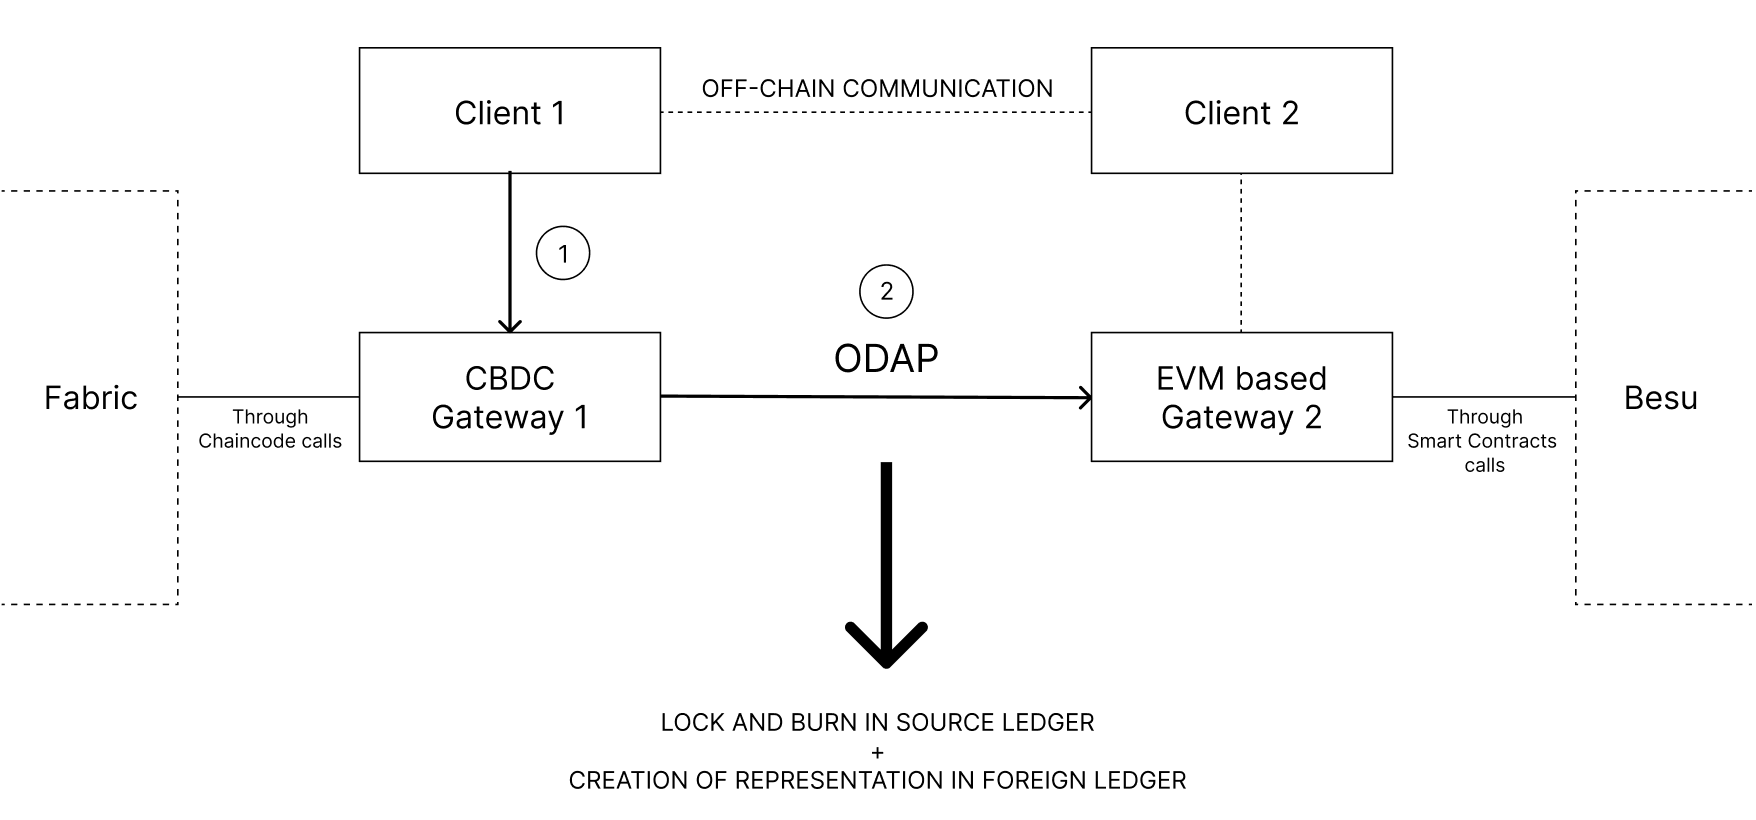 OFF-CHAIN COMMUNICATION
Client 1
Client 2
1
2
ODAP
Fabric
Through
Chaincode calls
CBDC
Gateway 1
EVM based
Gateway 2
Through
Smart Contracts
calls
Besu
LOCK AND BURN IN SOURCE LEDGER
+
CREATION OF REPRESENTATION IN FOREIGN LEDGER